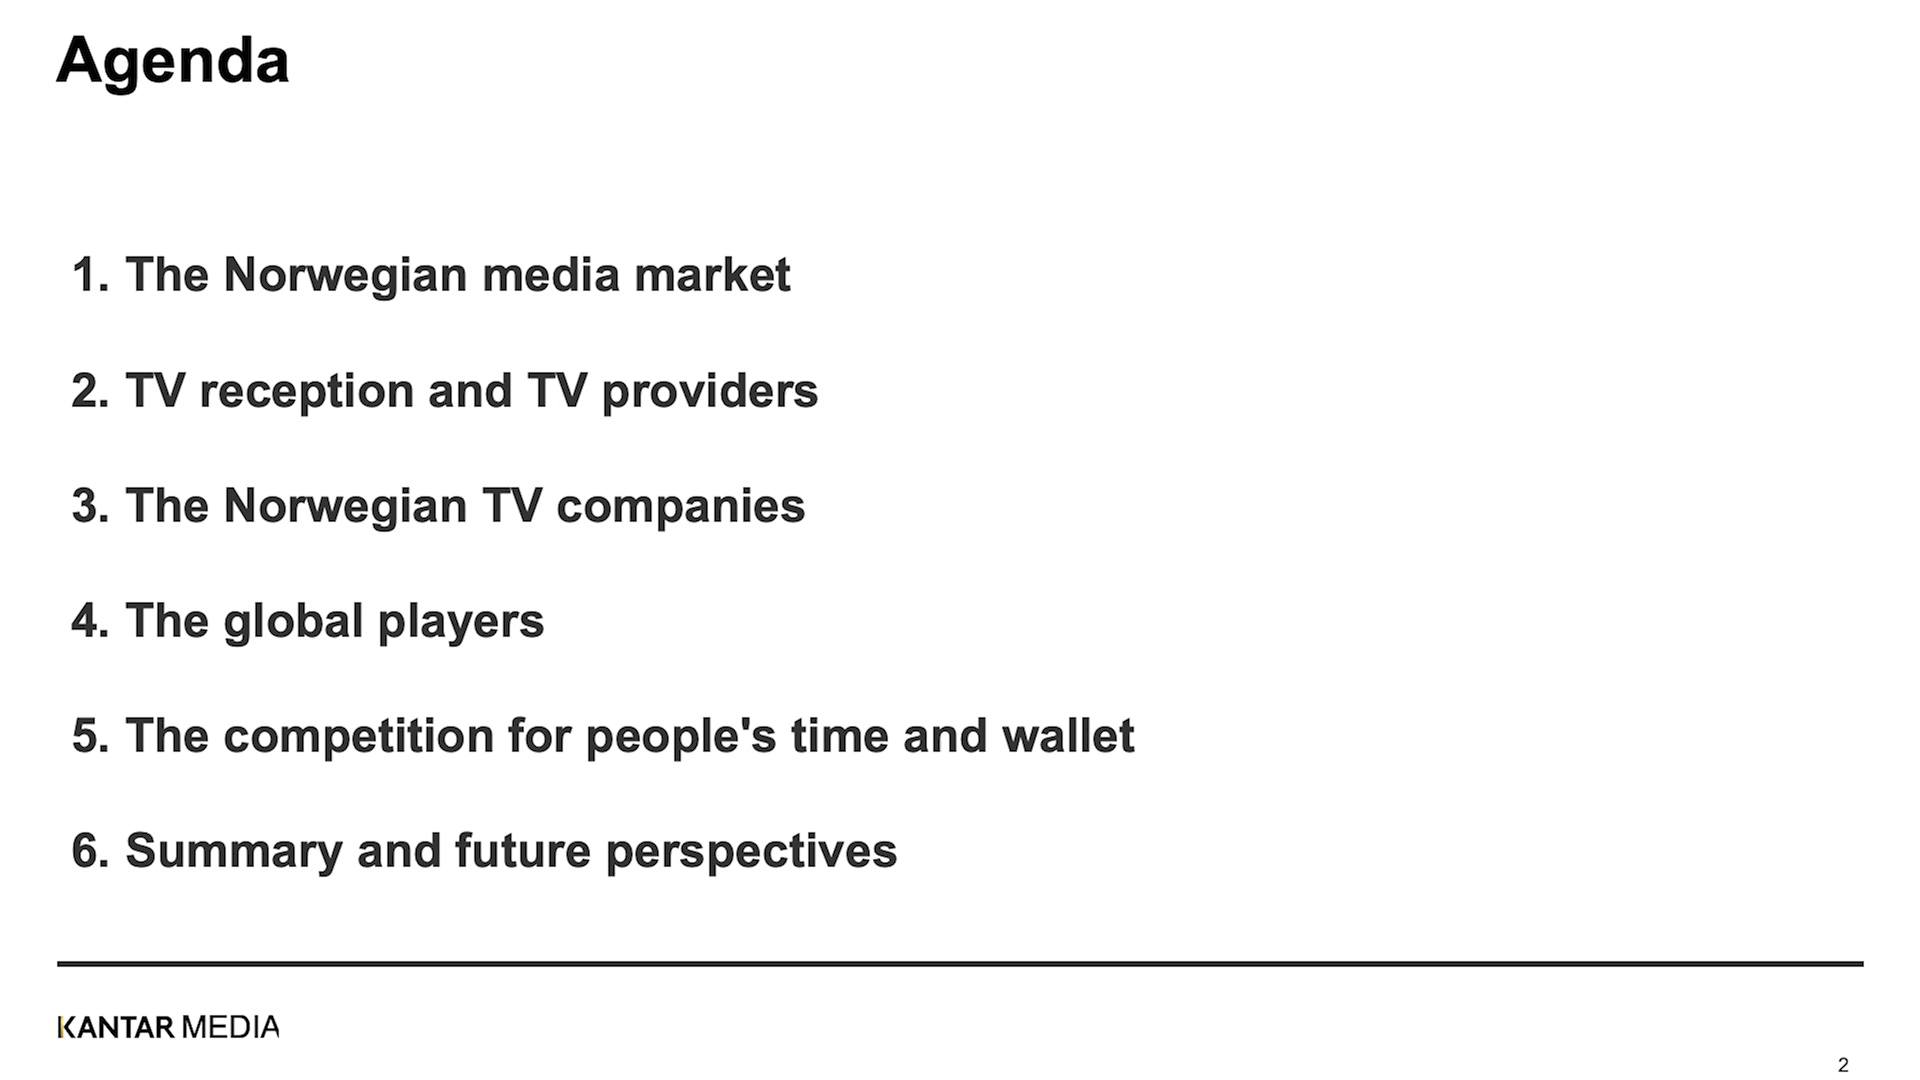 Agenda
1. The Norwegian media market
2. TV reception and TV providers
3. The Norwegian TV companies
4. The global players
5. The competition for people's time and wallet
6. Summary and future perspectives
KANTAR MEDIA
2